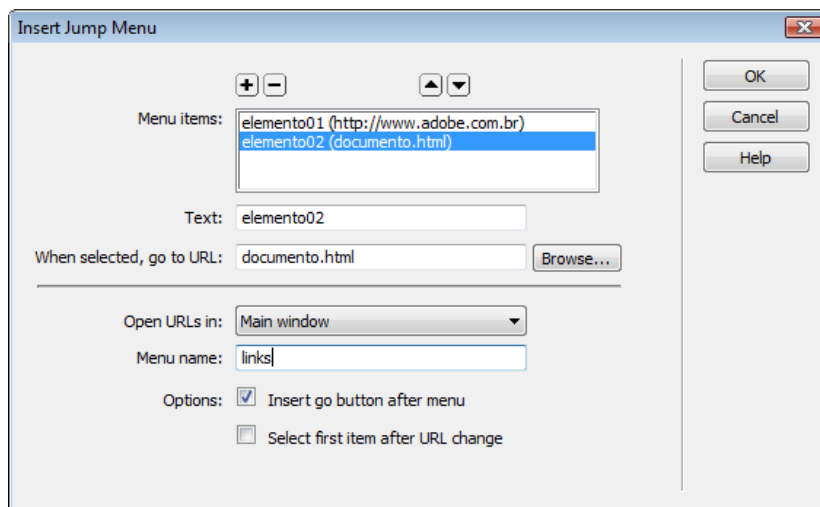 Insert Jump Menu
Menu items:
elemento01 (http://www.adobe.com.br)
elemento02 (documento.html)
Text: elemento02
When selected, go to URL: documento.html Browse...
Open URLs in: Main window
Menu name: links
Options: Insert go button after menu
Select first item after URL change
OK
Cancel
Help